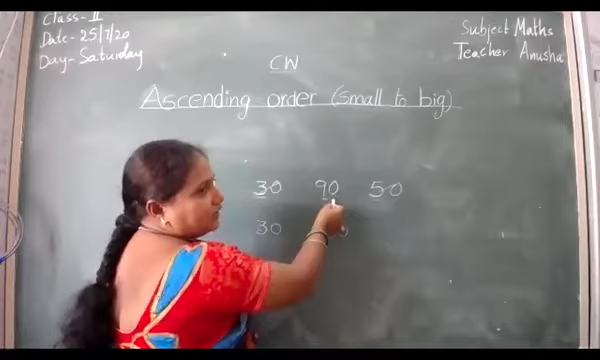 Class-II
Date-25/7/20
Day-Saturday
Subject Maths
Teacher Anusha
CW
Ascending order (small to big)
30 90 50
30